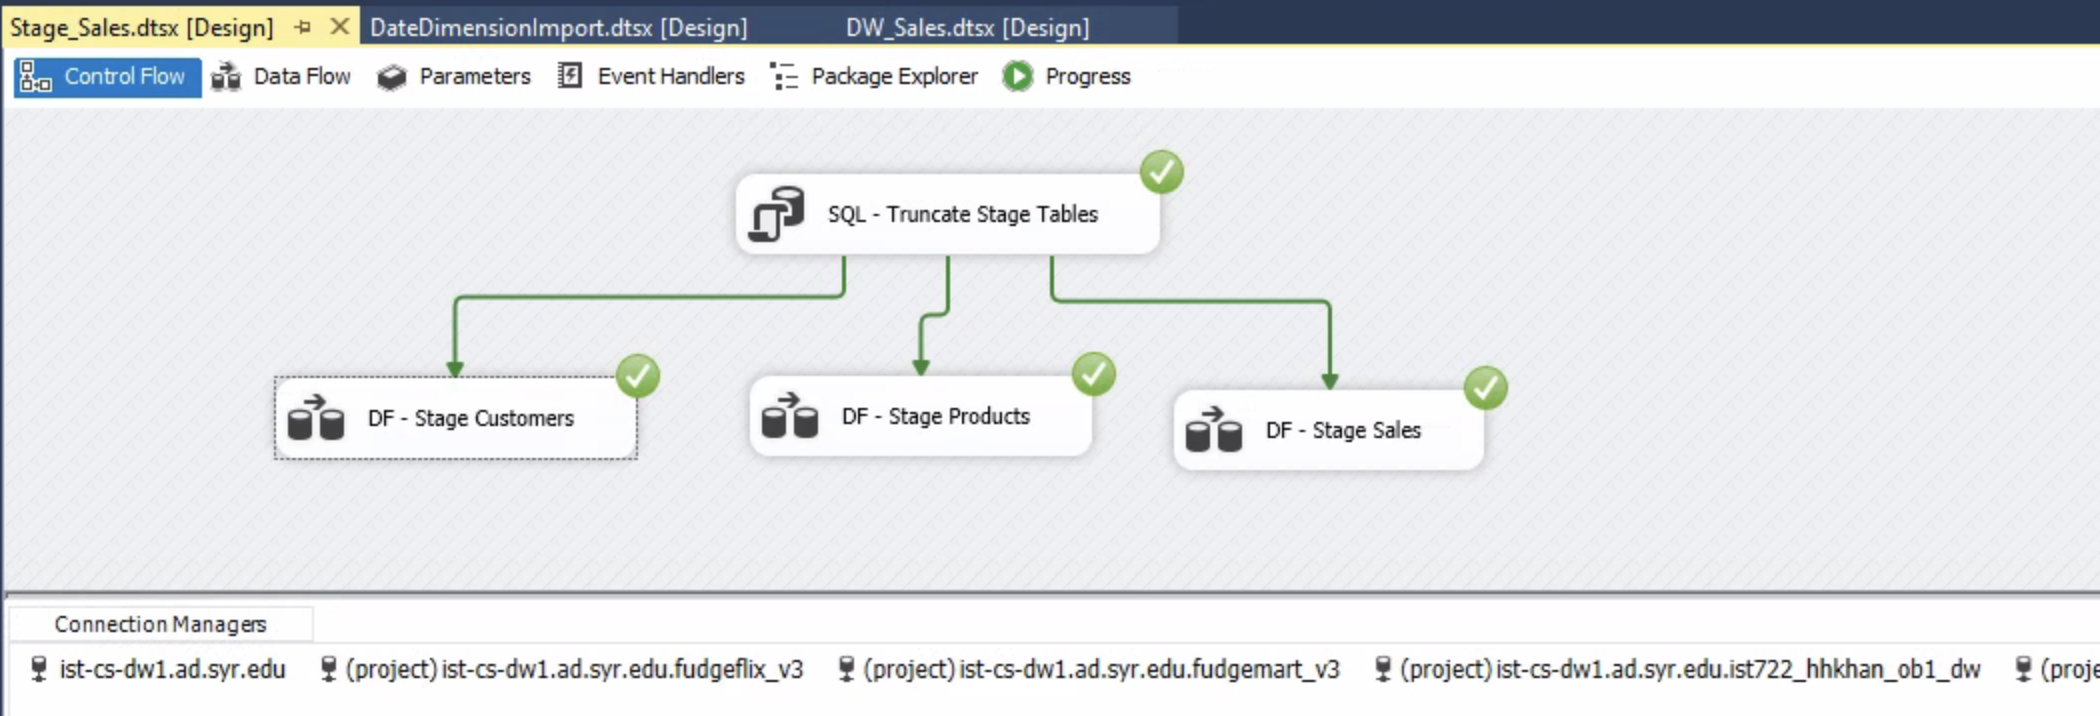 Stage_Sales.dtsx [Design] DateDimensionImport.dtsx [Design] DW_Sales.dtsx [Design]
Control Flow Data Flow Parameters Event Handlers Package Explorer Progress
SQL - Truncate Stage Tables
DF - Stage Customers DF - Stage Products DF - Stage Sales
Connection Managers
ist-cs-dw1.ad.syr.edu (project) ist-cs-dw1.ad.syr.edu.fudgeflix_v3 (project) ist-cs-dw1.ad.syr.edu.fudgemart_v3 (project) ist-cs-dw1.ad.syr.edu.ist722_hhkhan_ob1_dw